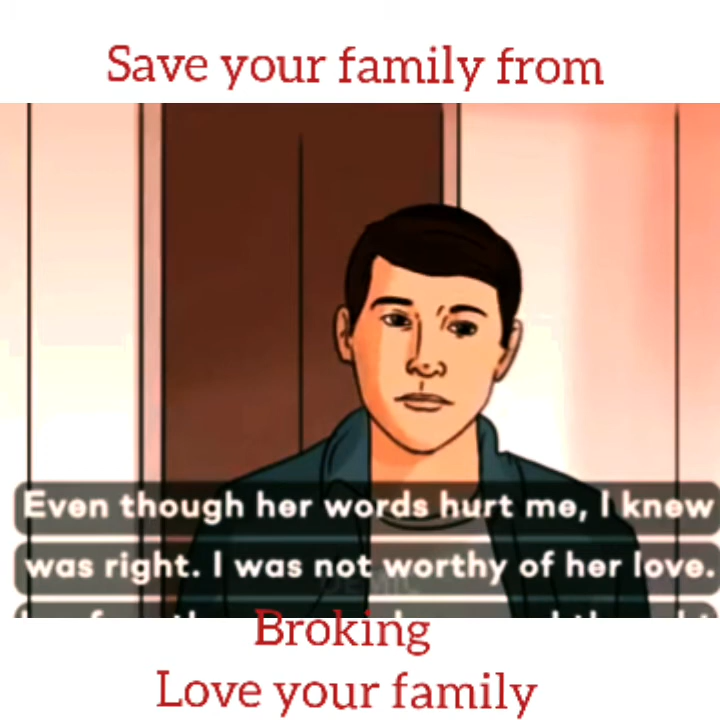 Save your family from
Even though her words hurt me, I knew
was right. I was not worthy of her love.
Broking
Love your family